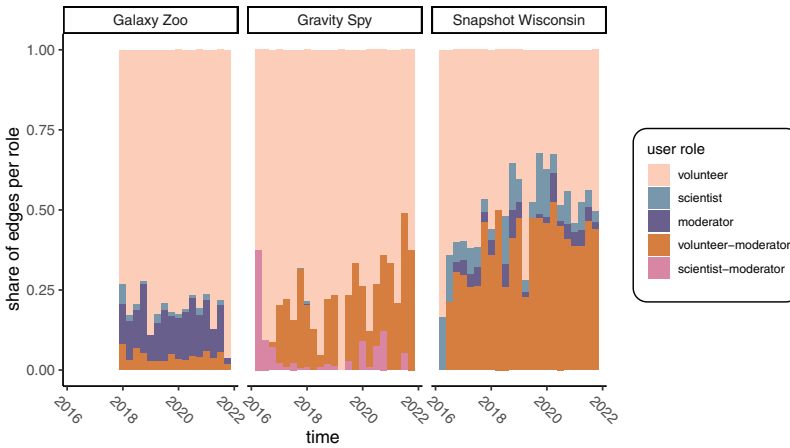 Galaxy Zoo
Gravity Spy
Snapshot Wisconsin
share of edges per role
1.00
0.75
0.50
0.25
0.00
2016
2018
2020
2022
2016
2018
2020
2022
2016
2018
2020
2022
time
user role
volunteer
scientist
moderator
volunteer−moderator
scientist−moderator